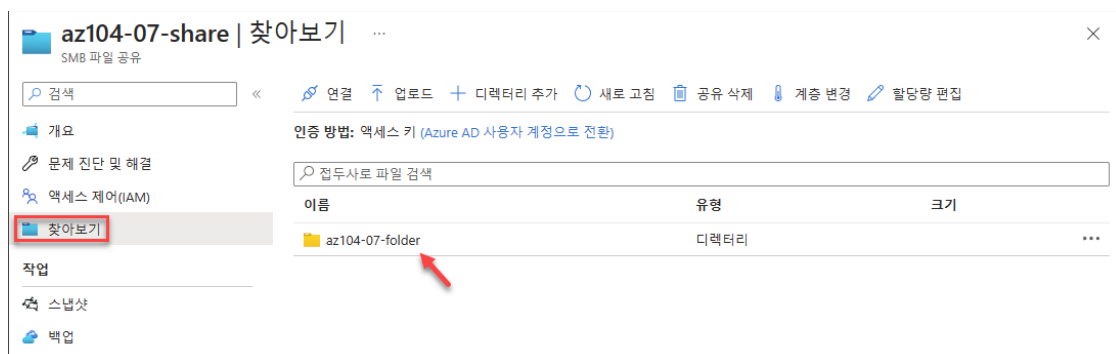 az104-07-share | 찾아보기 ...
SMB 파일 공유
검색
연결 업로드 디렉터리 추가 새로 고침 공유 삭제 계층 변경 할당량 편집
개요
인증 방법: 액세스 키 (Azure AD 사용자 계정으로 전환)
문제 진단 및 해결
접두사로 파일 검색
액세스 제어(IAM)
이름 유형 크기
찾아보기
az104-07-folder 디렉터리
작업
스냅샷
백업